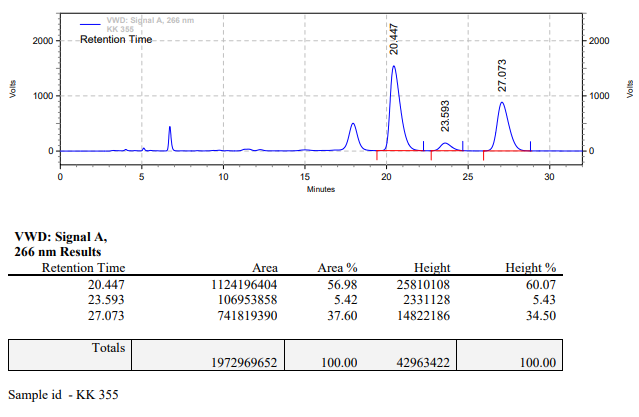 VWD: Signal A, 266 nm
KK 355
Retention Time
2000
1000
0
Volts
20.447
23.593
27.073
2000
1000
0
Volts
0 5 10 15 20 25 30
Minutes
VWD: Signal A,
266 nm Results
Retention Time Area Area % Height Height %
20.447 1124196404 56.98 25810108 60.07
23.593 106953858 5.42 2331128 5.43
27.073 741819390 37.60 14822186 34.50
Totals
1972969652 100.00 42963422 100.00
Sample id - KK 355